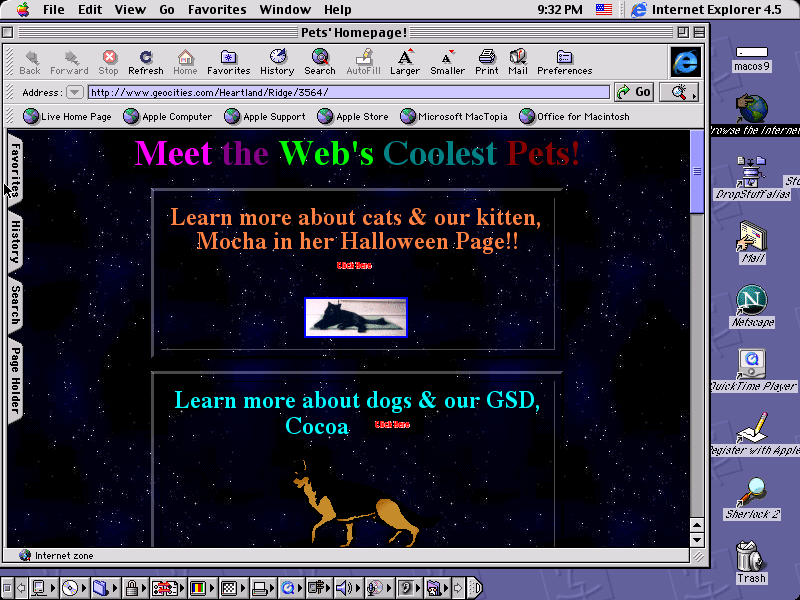 File Edit View Go Favorites Window Help 9:32 PM Internet Explorer 4.5
Pets' Homepage!
Back Forward Stop Refresh Home Favorites History Search AutoFill Larger Smaller Print Mail Preferences
Address: http://www.geocities.com/Heartland/Ridge/3564/ Go
Live Home Page Apple Computer Apple Support Apple Store Microsoft MacTopia Office for Macintosh
Favorites
History
Search
Page Holder
Meet the Web's Coolest Pets!
Learn more about cats & our kitten,
Mocha in her Halloween Page!!
Click Here
Learn more about dogs & our GSD,
Cocoa Click Here
Internet zone
macos9
rowse the Internet
DropStuff alias
Stu
Mail
Netscape
QuickTime Player
egister with Apple
Sherlock 2
Trash